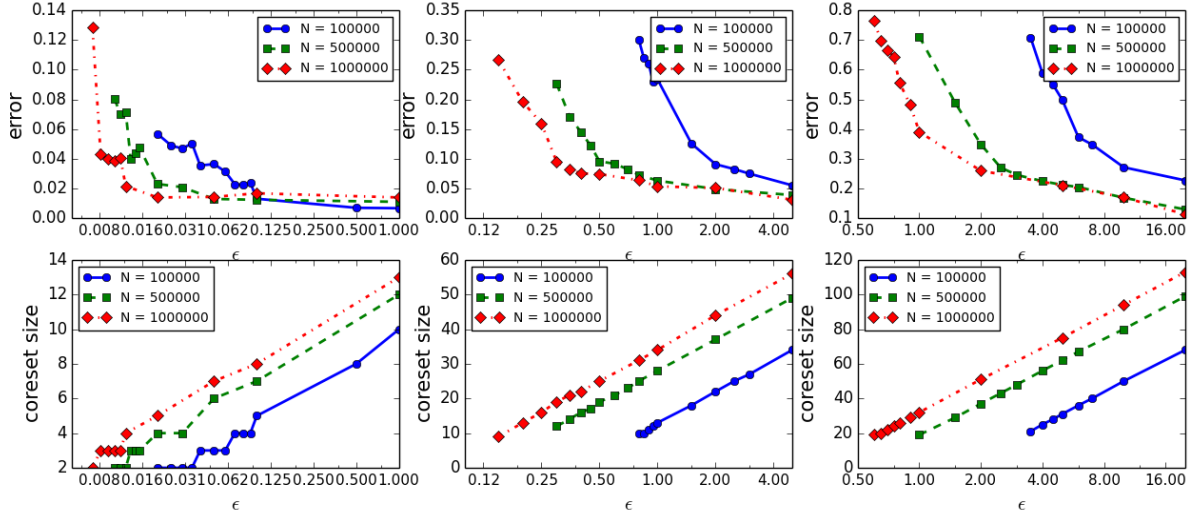 error
0.14
0.12
0.10
0.08
0.06
0.04
0.02
0.00
N = 100000
N = 500000
N = 1000000
0.008 0.016 0.031 0.062 0.125 0.250 0.500 1.000
ϵ
error
0.35
0.30
0.25
0.20
0.15
0.10
0.05
0.00
N = 100000
N = 500000
N = 1000000
0.12 0.25 0.50 1.00 2.00 4.00
ϵ
error
0.8
0.7
0.6
0.5
0.4
0.3
0.2
0.1
N = 100000
N = 500000
N = 1000000
0.50 1.00 2.00 4.00 8.00 16.00
ϵ
coreset size
14
12
10
8
6
4
2
N = 100000
N = 500000
N = 1000000
0.008 0.016 0.031 0.062 0.125 0.250 0.500 1.000
ϵ
coreset size
60
50
40
30
20
10
0
N = 100000
N = 500000
N = 1000000
0.12 0.25 0.50 1.00 2.00 4.00
ϵ
coreset size
120
100
80
60
40
20
0
N = 100000
N = 500000
N = 1000000
0.50 1.00 2.00 4.00 8.00 16.00
ϵ